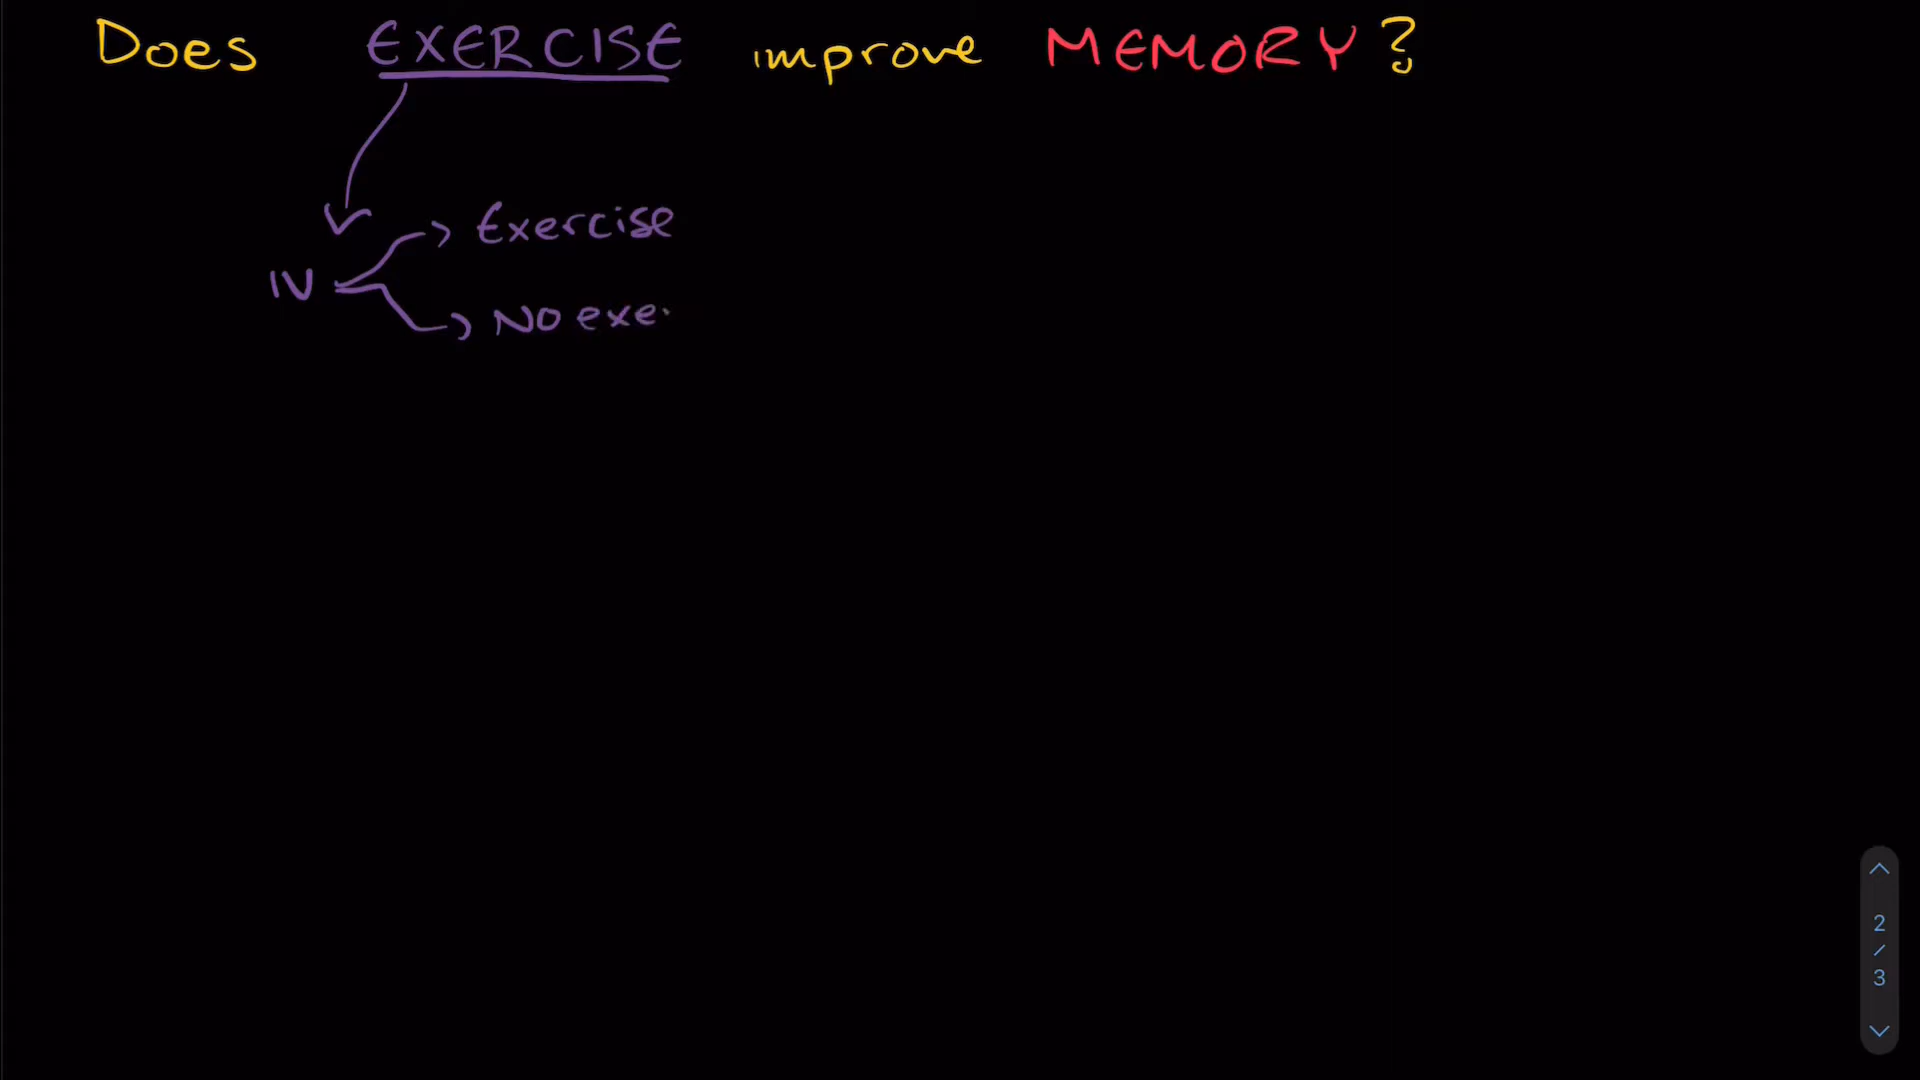 Does EXERCISE improve MEMORY?
Exercise
IV
No exe
2
/
3